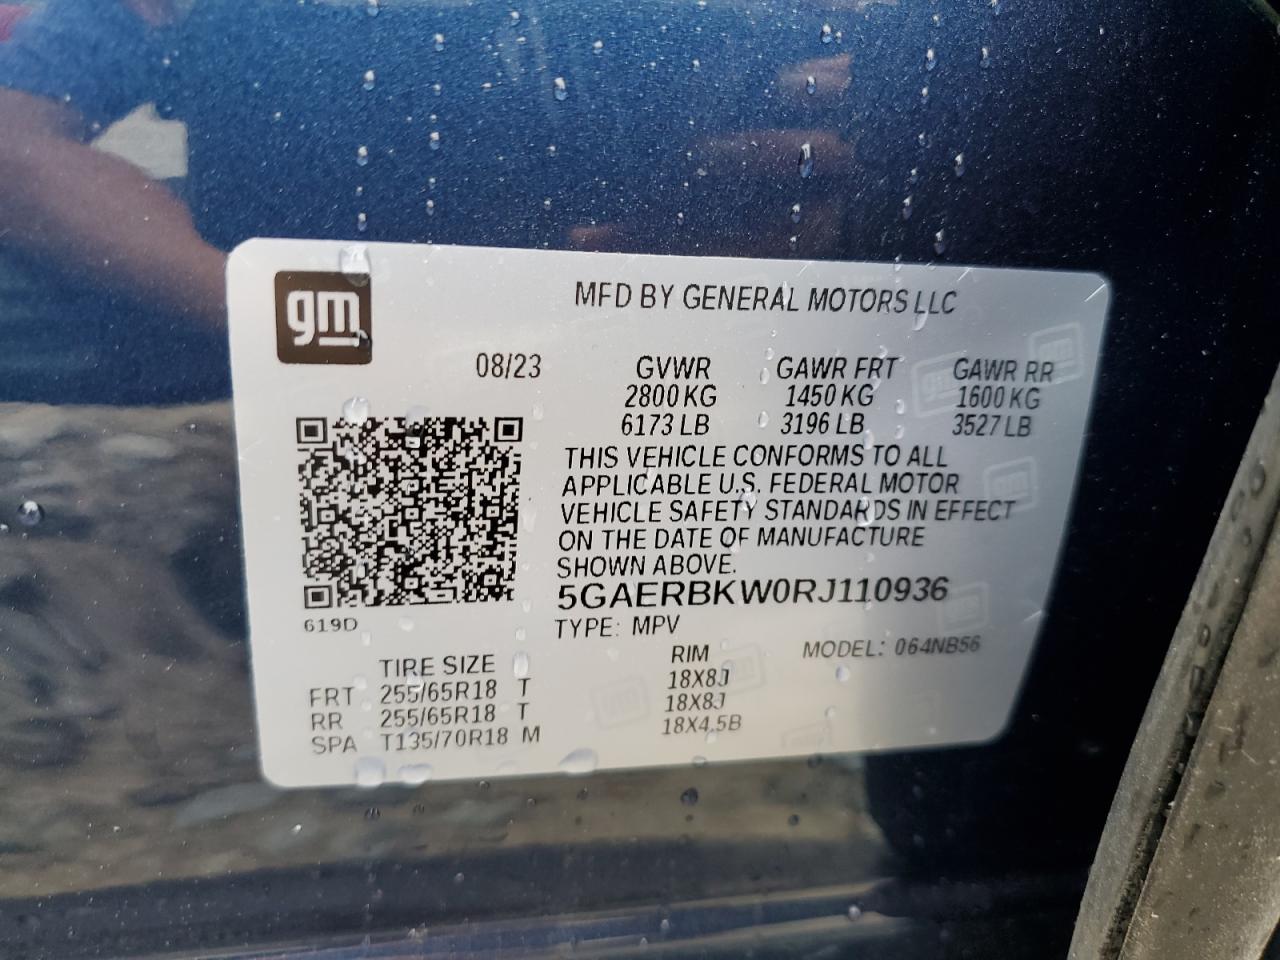 gm
MFD BY GENERAL MOTORS LLC
08/23 GVWR GAWR FRT GAWR RR
2800 KG 1450 KG 1600 KG
6173 LB 3196 LB 3527 LB
THIS VEHICLE CONFORMS TO ALL
APPLICABLE U.S. FEDERAL MOTOR
VEHICLE SAFETY STANDARDS IN EFFECT
ON THE DATE OF MANUFACTURE
SHOWN ABOVE.
5GAERBKW0RJ110936
619D
TYPE: MPV
MODEL: 064NB56
TIRE SIZE RIM
FRT 255/65R18 T 18X8J
RR 255/65R18 T 18X8J
SPA T135/70R18 M 18X4.5B